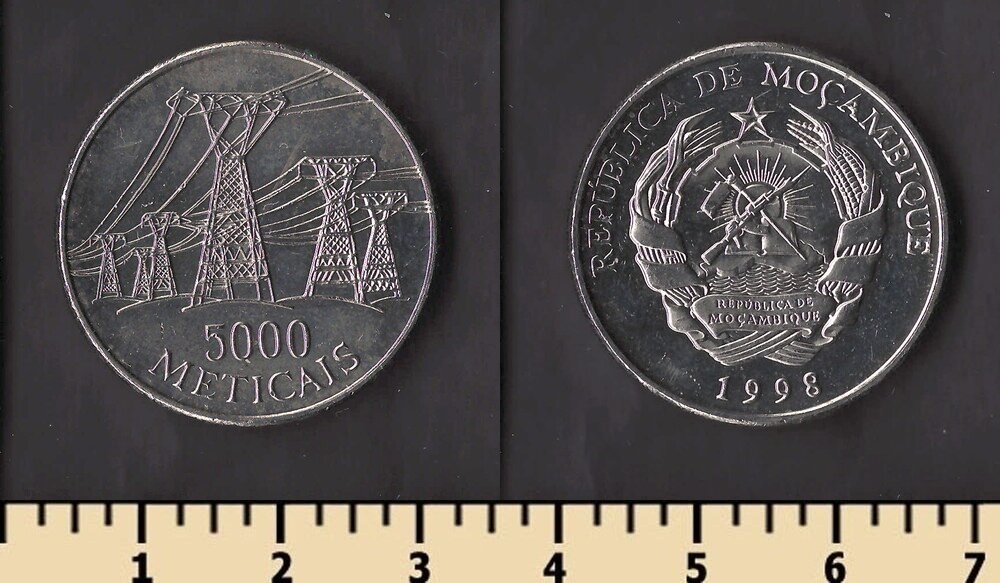 5000
METICAIS
REPÚBLICA DE MOÇAMBIQUE
REPÚBLICA DE
MOÇAMBIQUE
1998
1 2 3 4 5 6 7